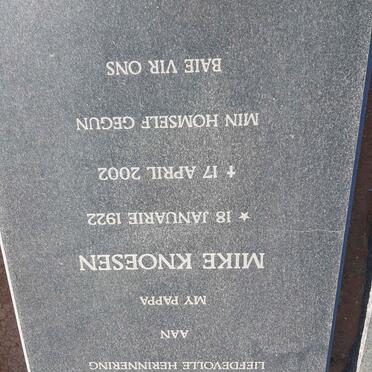 LIEFDEVOLLE HERINNERING
AAN
MY PAPPA
MIKE KNOESEN
★ 18 JANUARIE 1922
✝ 17 APRIL 2002
MIN HOMSELF GEGUN
BAIE VIR ONS